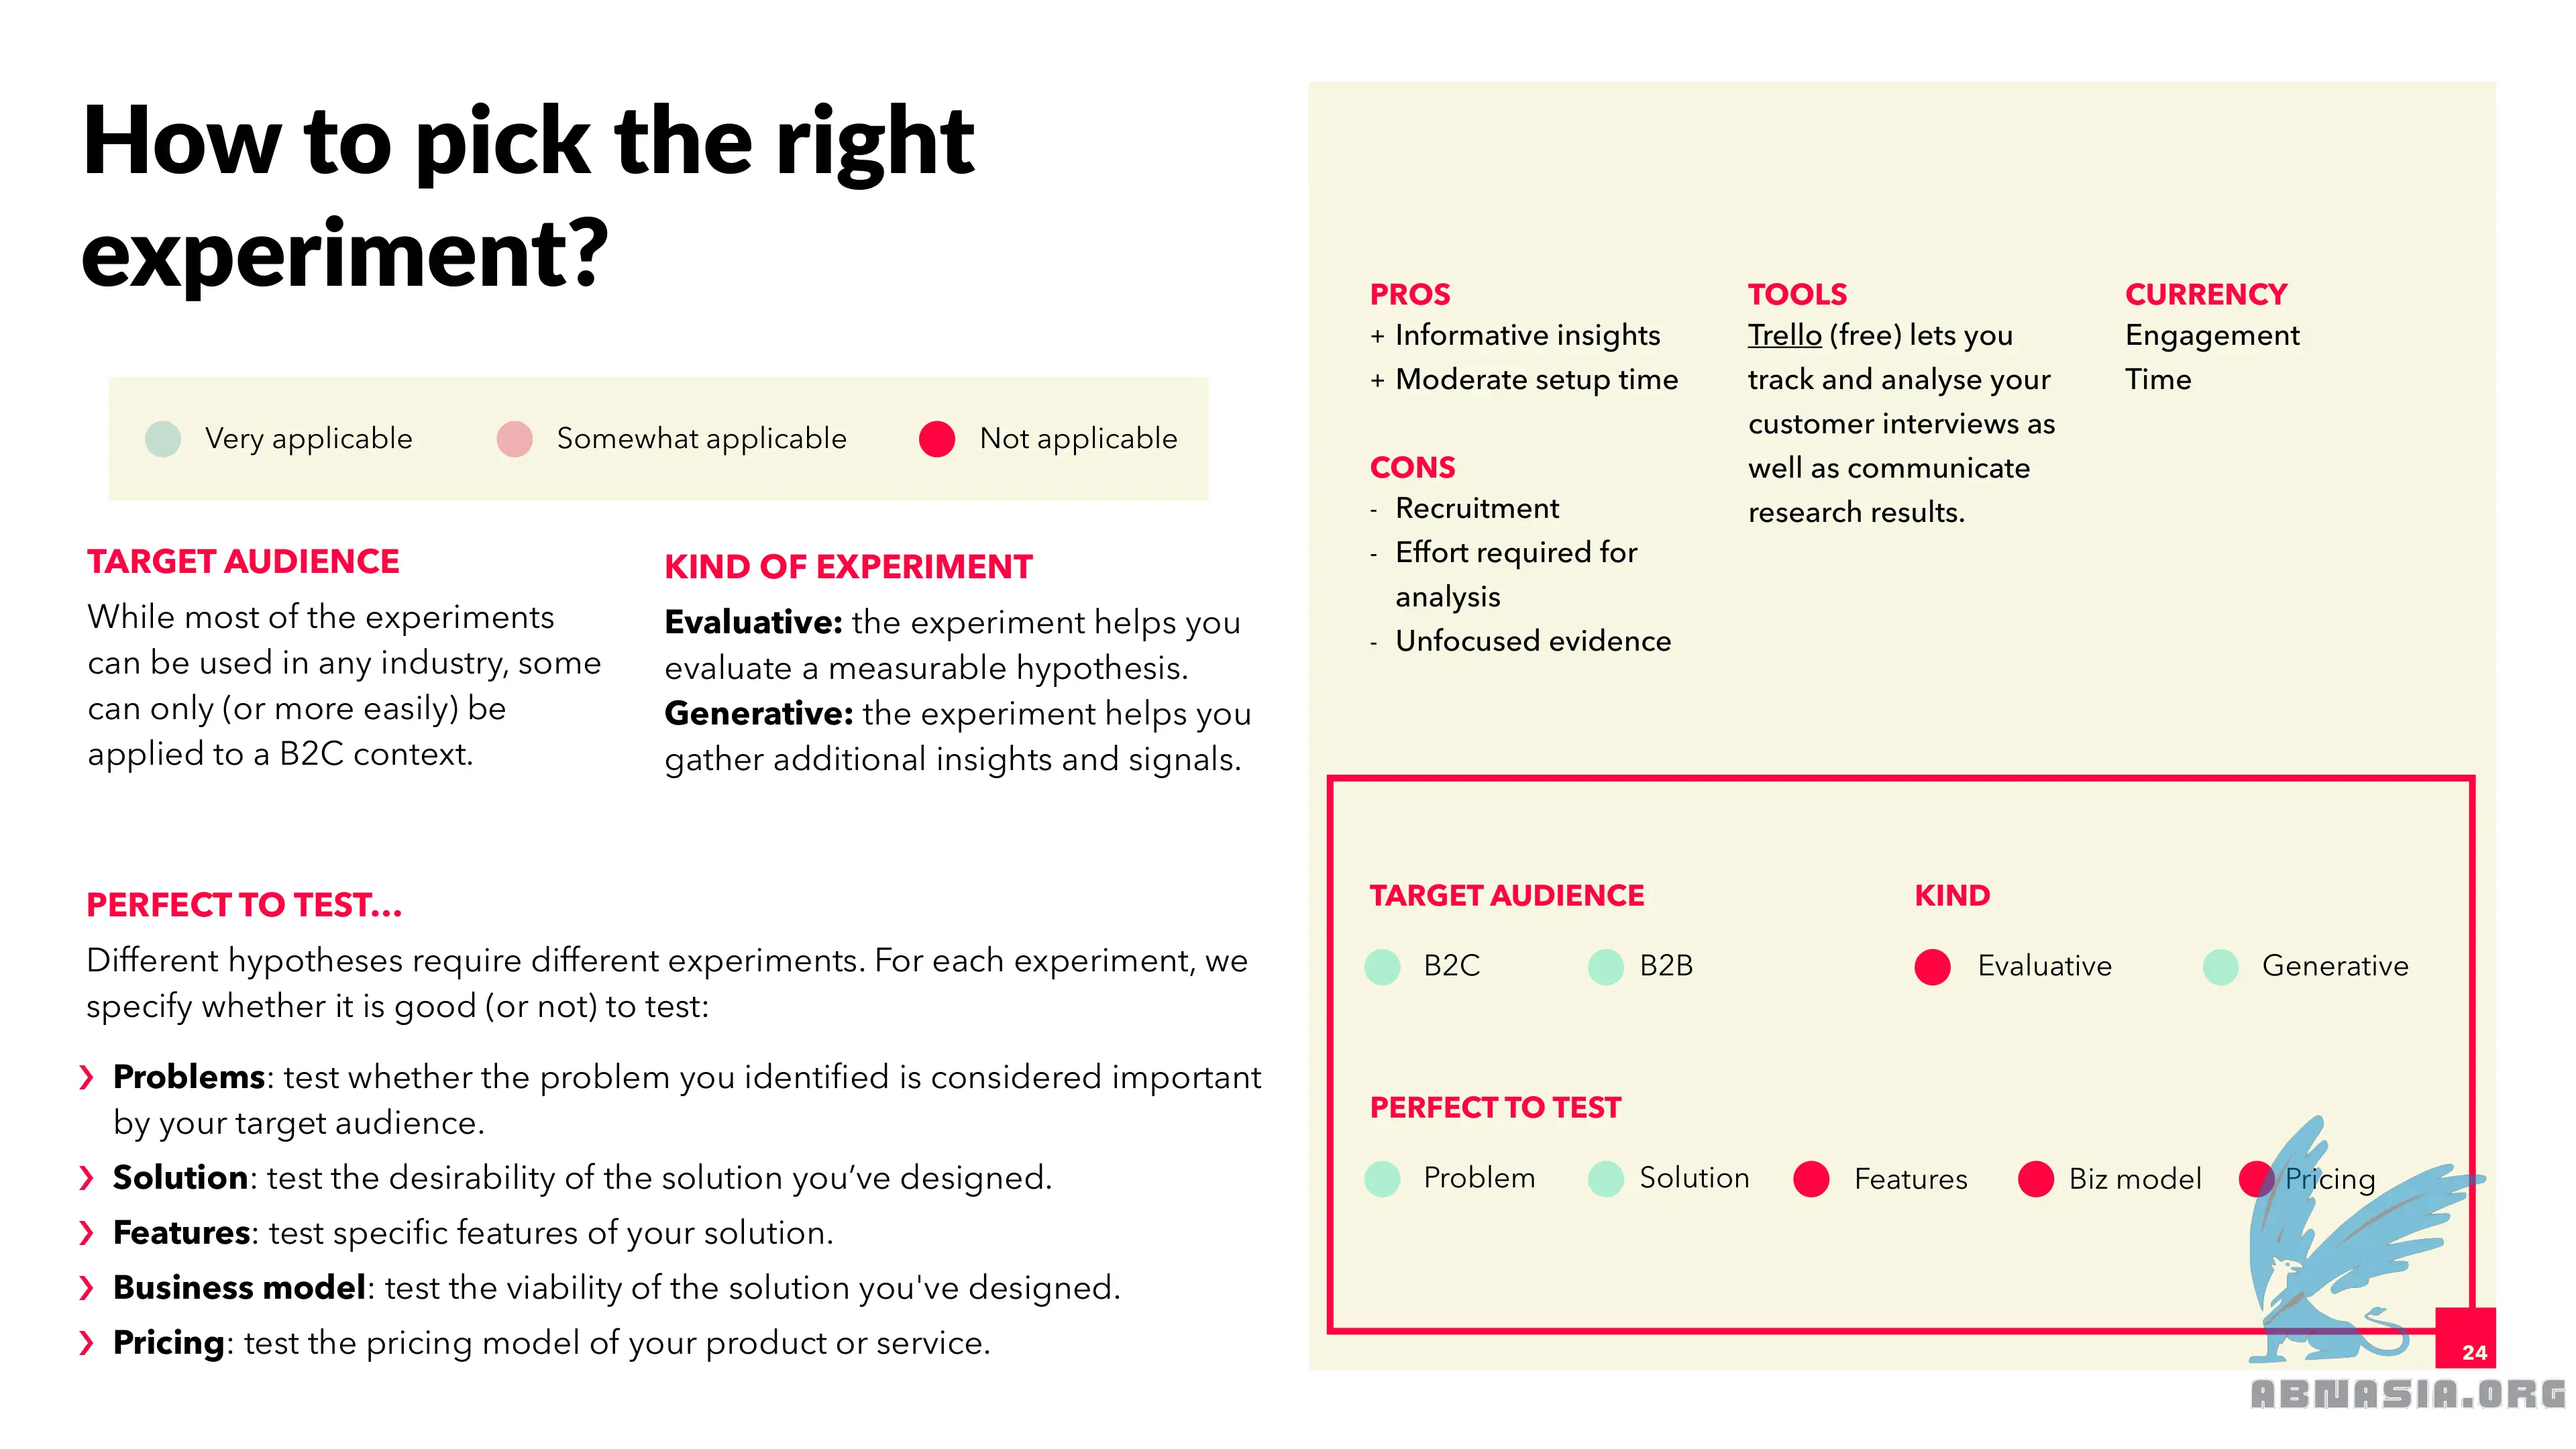 How to pick the right
experiment?
Very applicable
Somewhat applicable
Not applicable
TARGET AUDIENCE
While most of the experiments
can be used in any industry, some
can only (or more easily) be
applied to a B2C context.
KIND OF EXPERIMENT
Evaluative: the experiment helps you
evaluate a measurable hypothesis.
Generative: the experiment helps you
gather additional insights and signals.
PERFECT TO TEST...
Different hypotheses require different experiments. For each experiment, we
specify whether it is good (or not) to test:
› Problems: test whether the problem you identified is considered important
by your target audience.
› Solution: test the desirability of the solution you’ve designed.
› Features: test specific features of your solution.
› Business model: test the viability of the solution you've designed.
› Pricing: test the pricing model of your product or service.
PROS
+ Informative insights
+ Moderate setup time
CONS
- Recruitment
- Effort required for
analysis
- Unfocused evidence
TOOLS
Trello (free) lets you
track and analyse your
customer interviews as
well as communicate
research results.
CURRENCY
Engagement
Time
TARGET AUDIENCE
B2C
B2B
KIND
Evaluative
Generative
PERFECT TO TEST
Problem
Solution
Features
Biz model
Pricing
24
ABNASIA.ORG